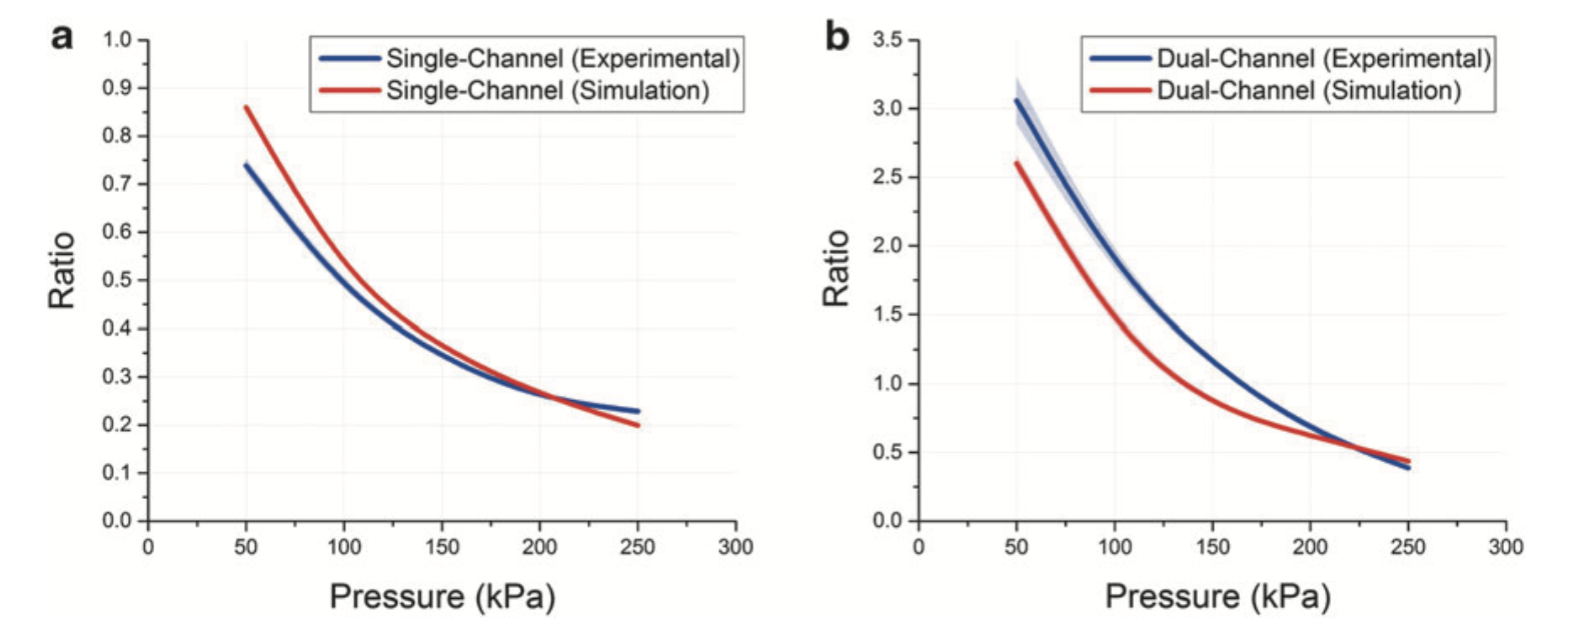 a
Single-Channel (Experimental)
Single-Channel (Simulation)
1.0
0.9
0.8
0.7
0.6
0.5
0.4
0.3
0.2
0.1
0.0
Ratio
0 50 100 150 200 250 300
Pressure (kPa)
b
Dual-Channel (Experimental)
Dual-Channel (Simulation)
3.5
3.0
2.5
2.0
1.5
1.0
0.5
0.0
Ratio
0 50 100 150 200 250 300
Pressure (kPa)